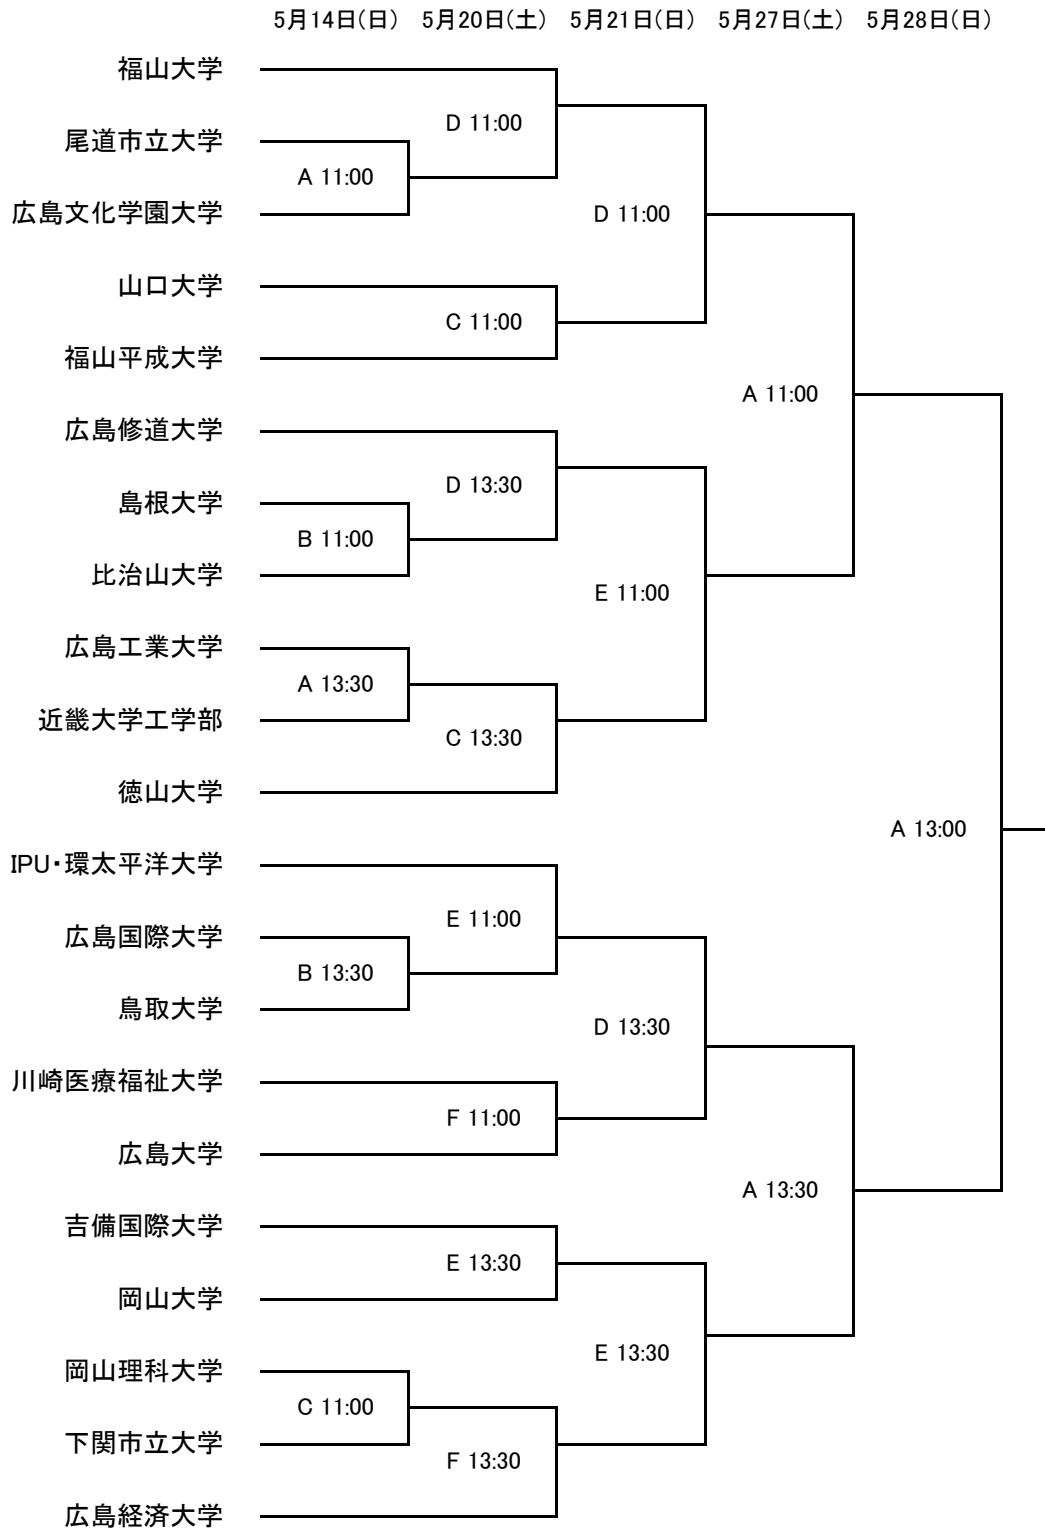 5月14日(日) 5月20日(土) 5月21日(日) 5月27日(土) 5月28日(日)
福山大学
D 11:00
尾道市立大学
A 11:00
広島文化学園大学
D 11:00
山口大学
C 11:00
福山平成大学
A 11:00
広島修道大学
D 13:30
島根大学
B 11:00
比治山大学
E 11:00
広島工業大学
A 13:30
近畿大学工学部
C 13:30
徳山大学
A 13:00
IPU・環太平洋大学
E 11:00
広島国際大学
B 13:30
鳥取大学
D 13:30
川崎医療福祉大学
F 11:00
広島大学
A 13:30
吉備国際大学
E 13:30
岡山大学
E 13:30
岡山理科大学
C 11:00
下関市立大学
F 13:30
広島経済大学